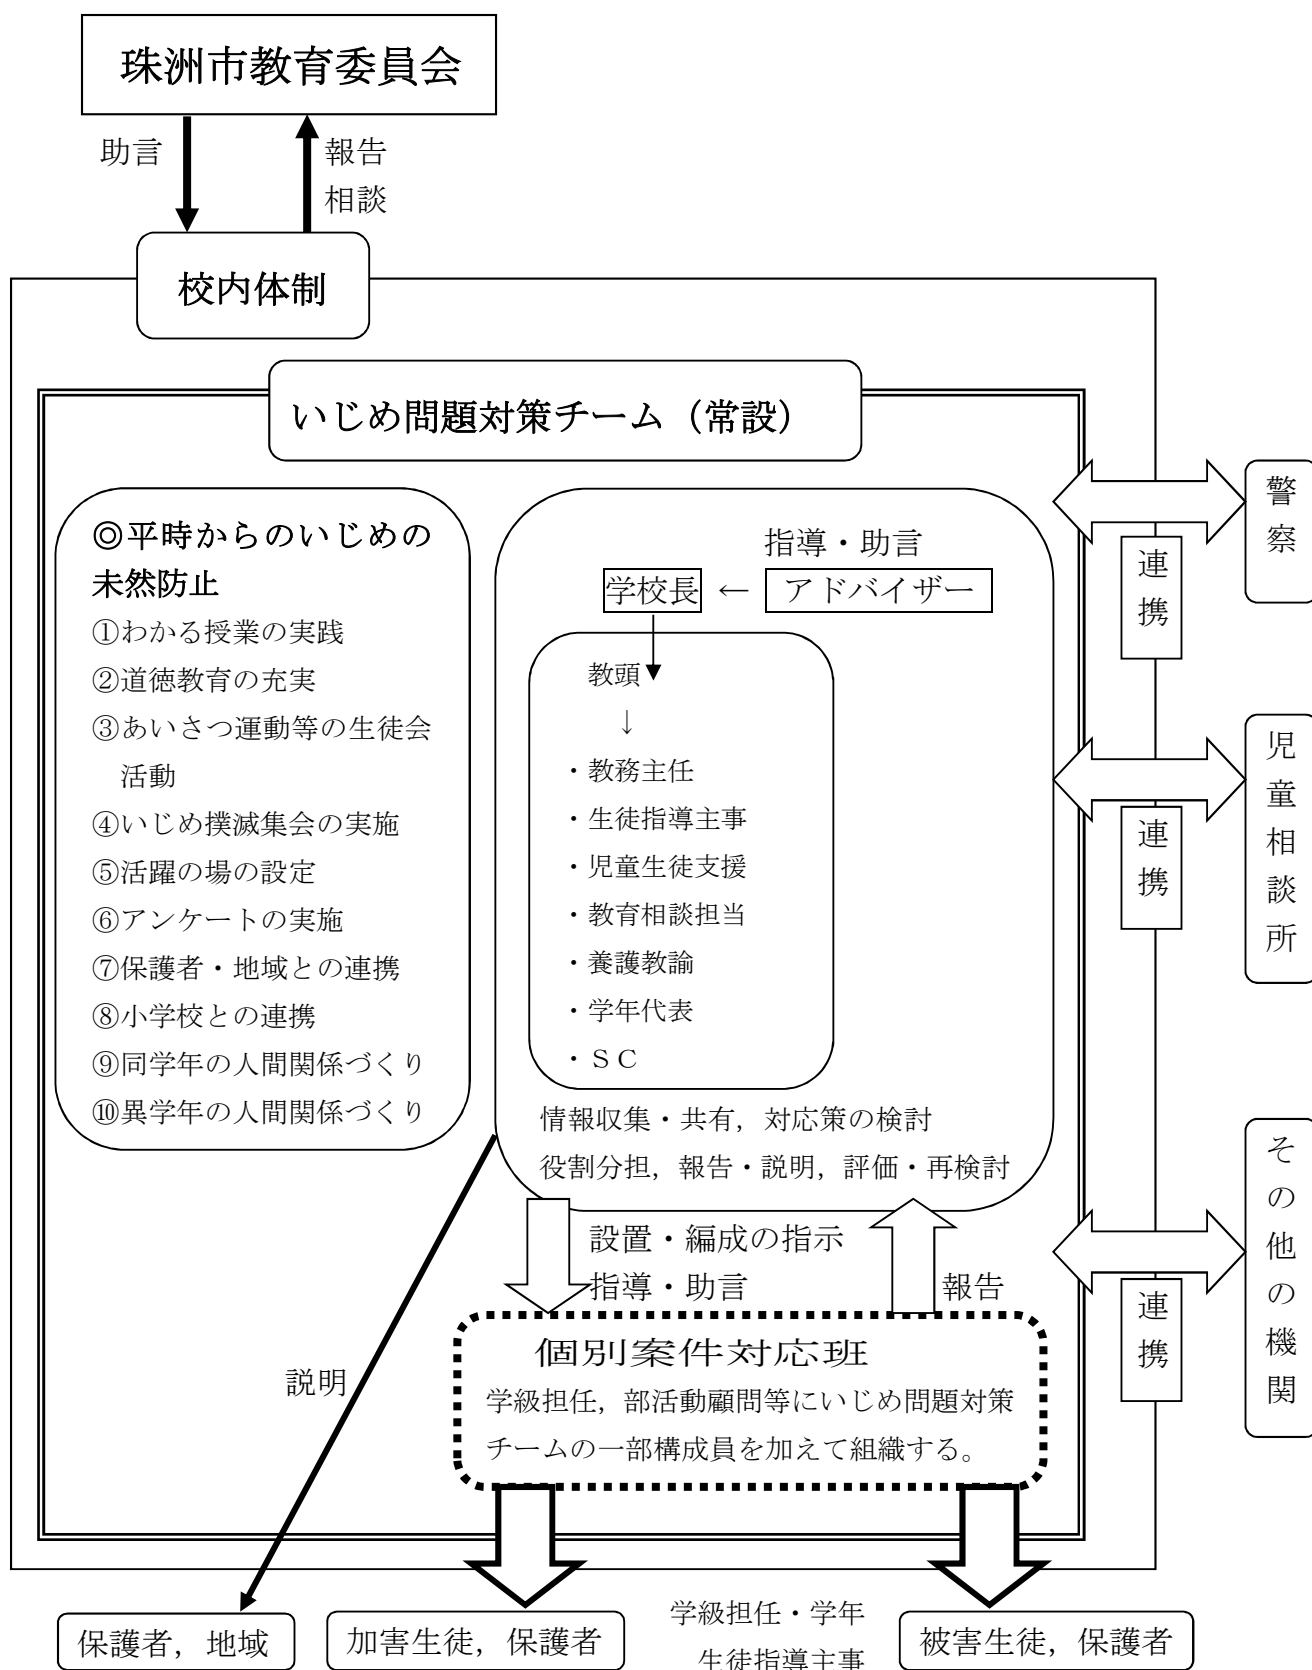 珠洲市教育委員会
助言
報告
相談
校内体制
いじめ問題対策チーム（常設）
◎平時からのいじめの
未然防止
①わかる授業の実践
②道徳教育の充実
③あいさつ運動等の生徒会
活動
④いじめ撲滅集会の実施
⑤活躍の場の設定
⑥アンケートの実施
⑦保護者・地域との連携
⑧小学校との連携
⑨同学年の人間関係づくり
⑩異学年の人間関係づくり
指導・助言
学校長 ← アドバイザー
教頭
↓
・教務主任
・生徒指導主事
・児童生徒支援
・教育相談担当
・養護教諭
・学年代表
・ＳＣ
情報収集・共有，対応策の検討
役割分担，報告・説明，評価・再検討
設置・編成の指示
指導・助言
報告
個別案件対応班
学級担任，部活動顧問等にいじめ問題対策
チームの一部構成員を加えて組織する。
説明
警察
連携
児童相談所
連携
その他の機関
連携
保護者，地域
加害生徒，保護者
学級担任・学年
生徒指導主事
被害生徒，保護者